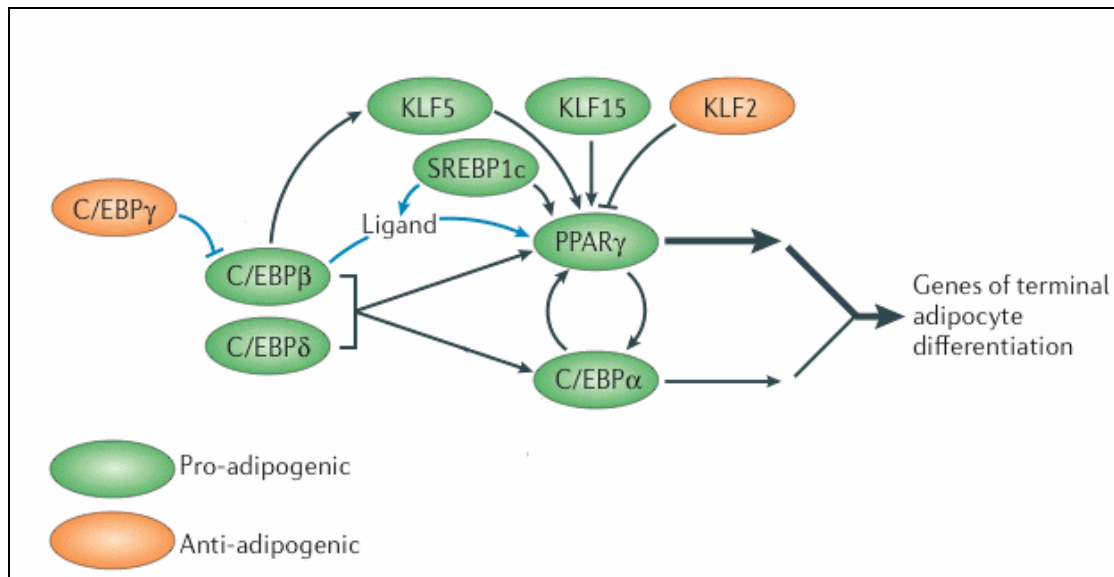 KLF5
KLF15
KLF2
SREBP1c
C/EBPγ
Ligand
PPARγ
C/EBPβ
C/EBPδ
C/EBPα
Genes of terminal
adipocyte
differentiation
Pro-adipogenic
Anti-adipogenic